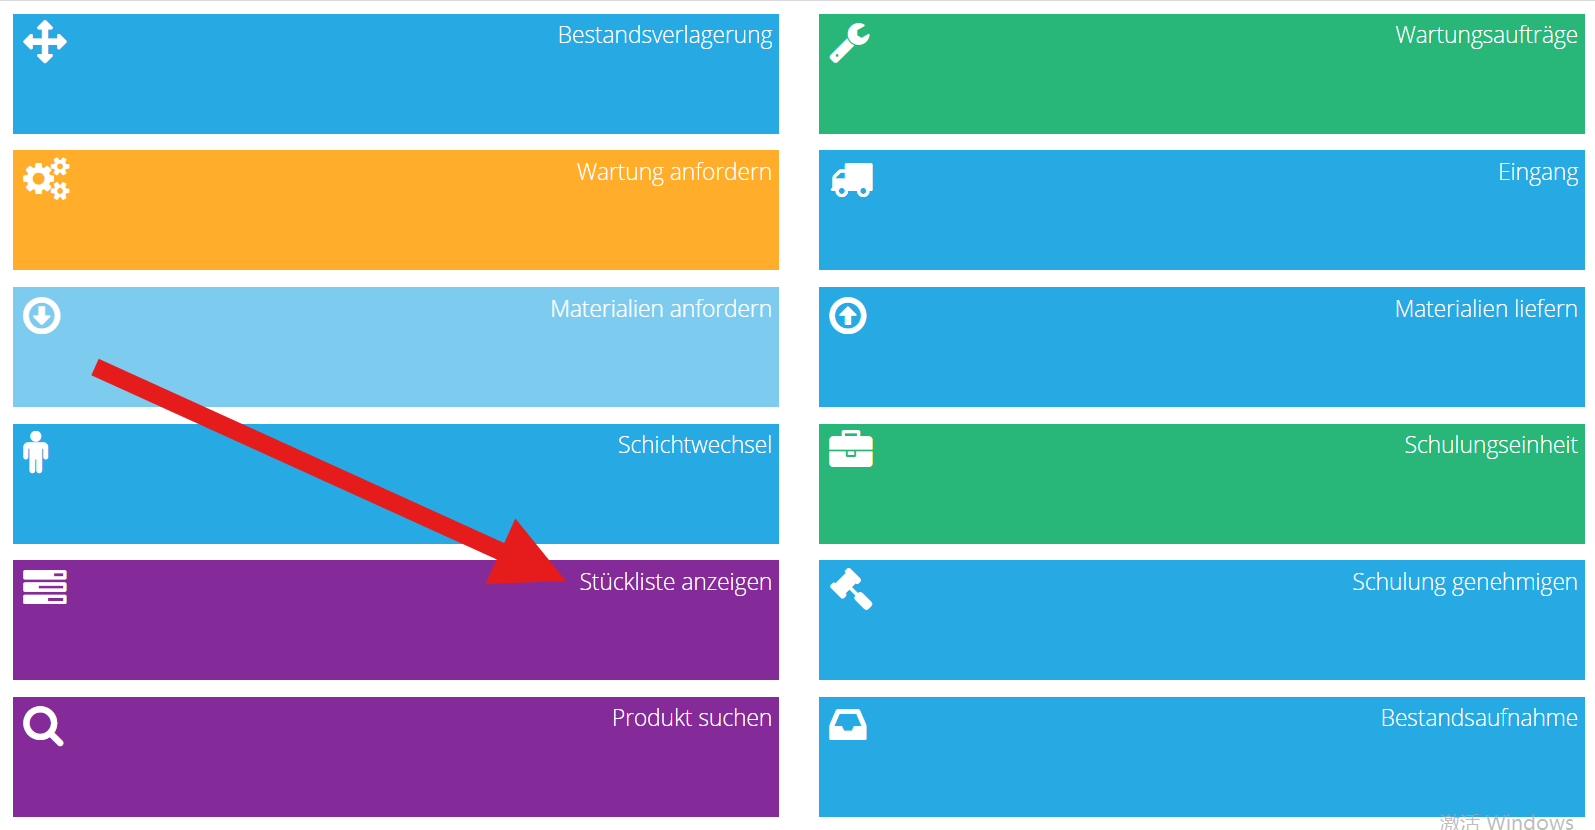 Bestandsverlagerung
Wartungsaufträge
Wartung anfordern
Eingang
Materialien anfordern
Materialien liefern
Schichtwechsel
Schulungseinheit
Stückliste anzeigen
Schulung genehmigen
Produkt suchen
Bestandsaufnahme
激活 Windows